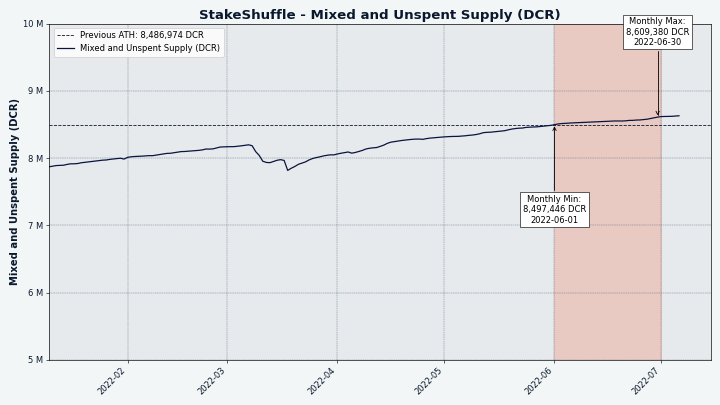 StakeShuffle - Mixed and Unspent Supply (DCR)
Previous ATH: 8,486,974 DCR
Mixed and Unspent Supply (DCR)
Monthly Max:
8,609,380 DCR
2022-06-30
Monthly Min:
8,497,446 DCR
2022-06-01
Mixed and Unspent Supply (DCR)
10 M
9 M
8 M
7 M
6 M
5 M
2022-02
2022-03
2022-04
2022-05
2022-06
2022-07